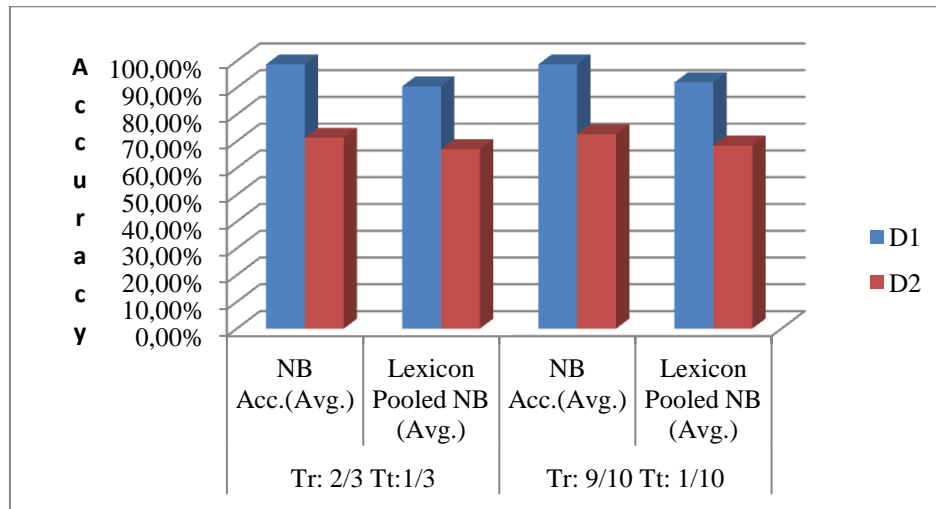 Accuracy
100,00%
90,00%
80,00%
70,00%
60,00%
50,00%
40,00%
30,00%
20,00%
10,00%
0,00%
NB
Acc.(Avg.)
Lexicon
Pooled NB
(Avg.)
NB
Acc.(Avg.)
Lexicon
Pooled NB
(Avg.)
Tr: 2/3 Tt:1/3
Tr: 9/10 Tt: 1/10
D1
D2